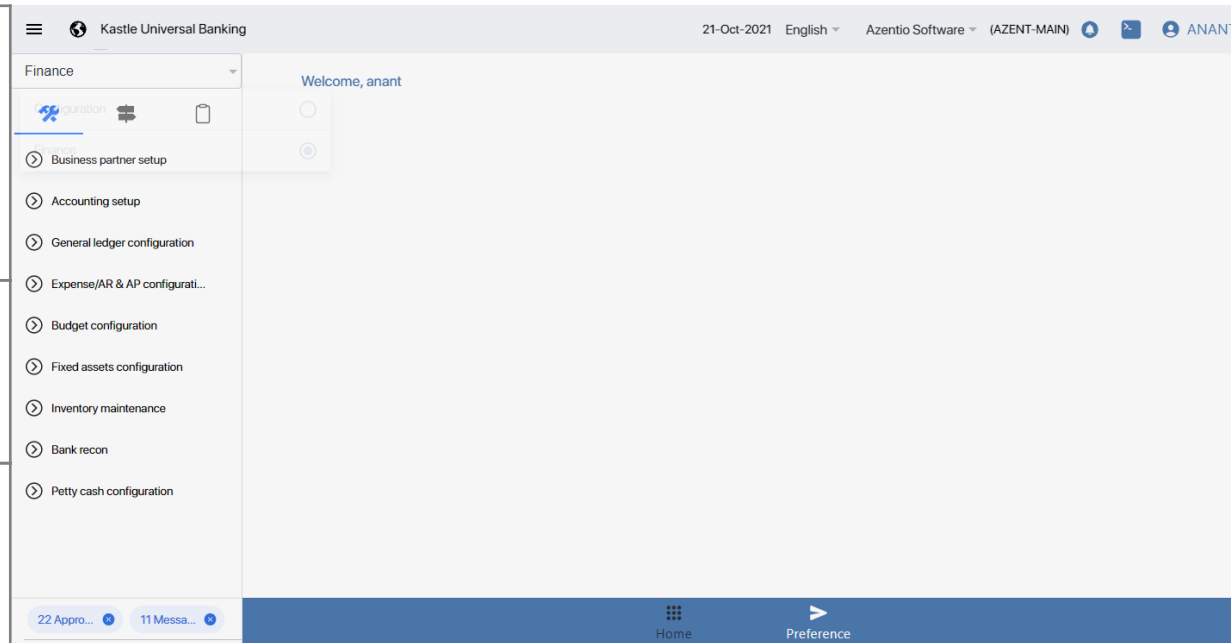 Kastle Universal Banking 21-Oct-2021 English Azentio Software (AZENT-MAIN) ANANT
Finance
Welcome, anant
Configuration
Finance
Business partner setup
Accounting setup
General ledger configuration
Expense/AR & AP configurati...
Budget configuration
Fixed assets configuration
Inventory maintenance
Bank recon
Petty cash configuration
22 Appro... 11 Messa...
Home Preference